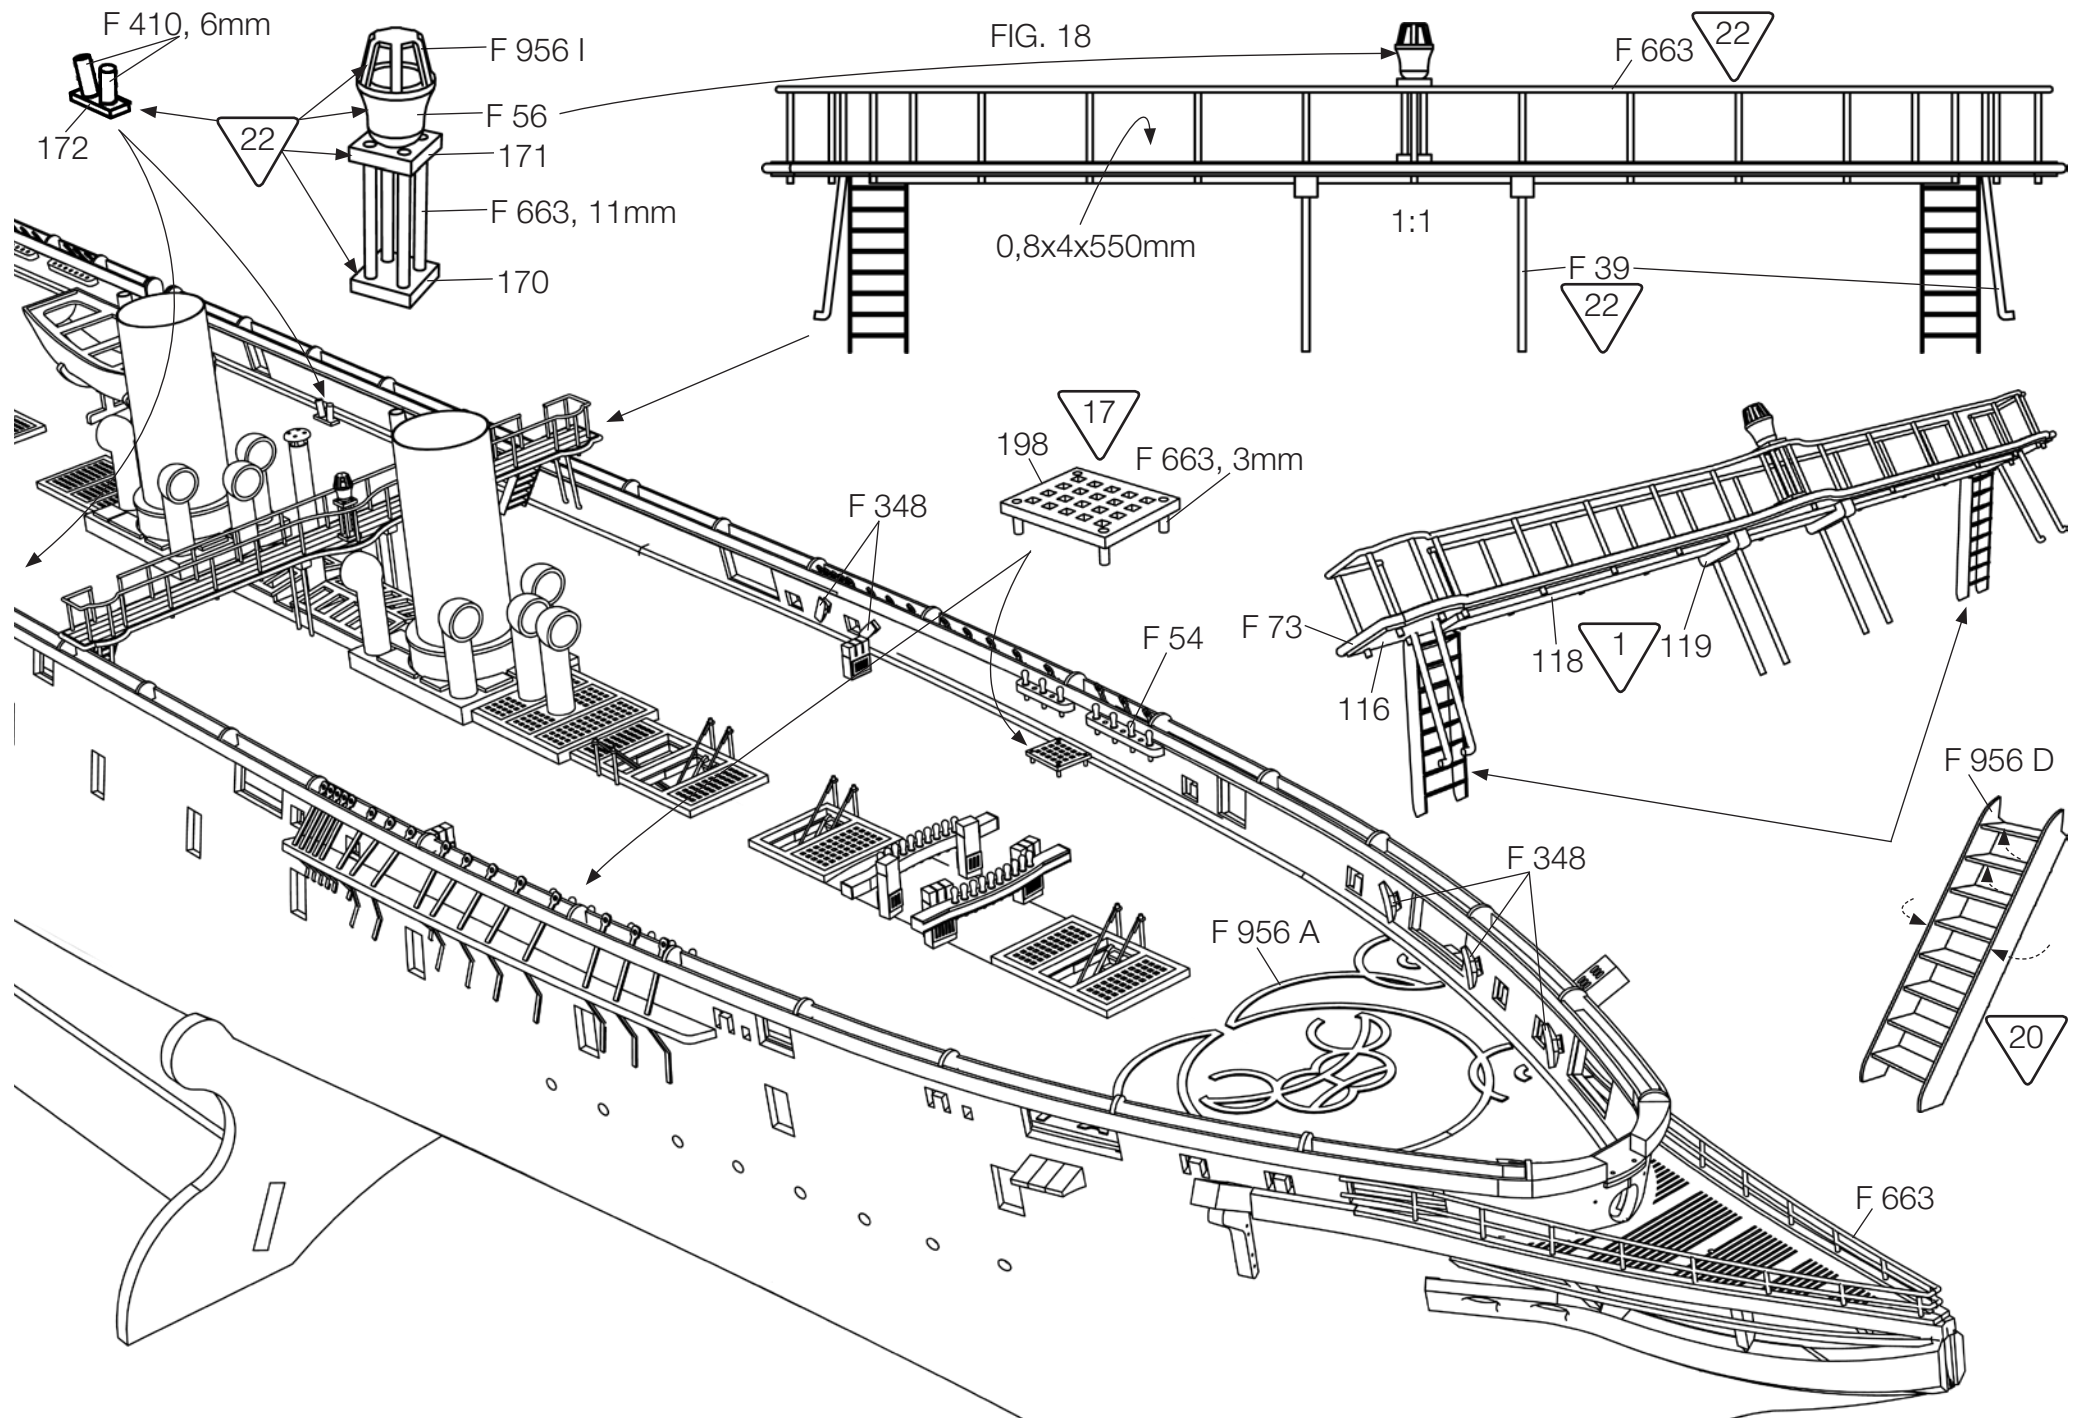 F 410, 6mm
172
22
F 956 I
F 56
171
F 663, 11mm
170
FIG. 18
F 663
22
0,8x4x550mm
1:1
F 39
22
17
198
F 663, 3mm
F 348
F 54
F 73
116
118
1
119
F 956 D
20
F 348
F 956 A
F 663